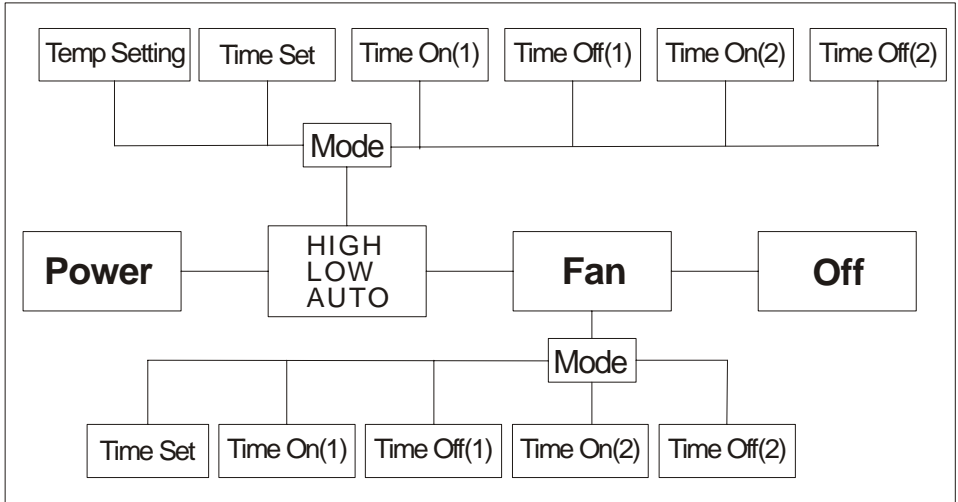 Temp Setting
Time Set
Time On(1)
Time Off(1)
Time On(2)
Time Off(2)
Mode
Power
HIGH
LOW
AUTO
Fan
Off
Mode
Time Set
Time On(1)
Time Off(1)
Time On(2)
Time Off(2)